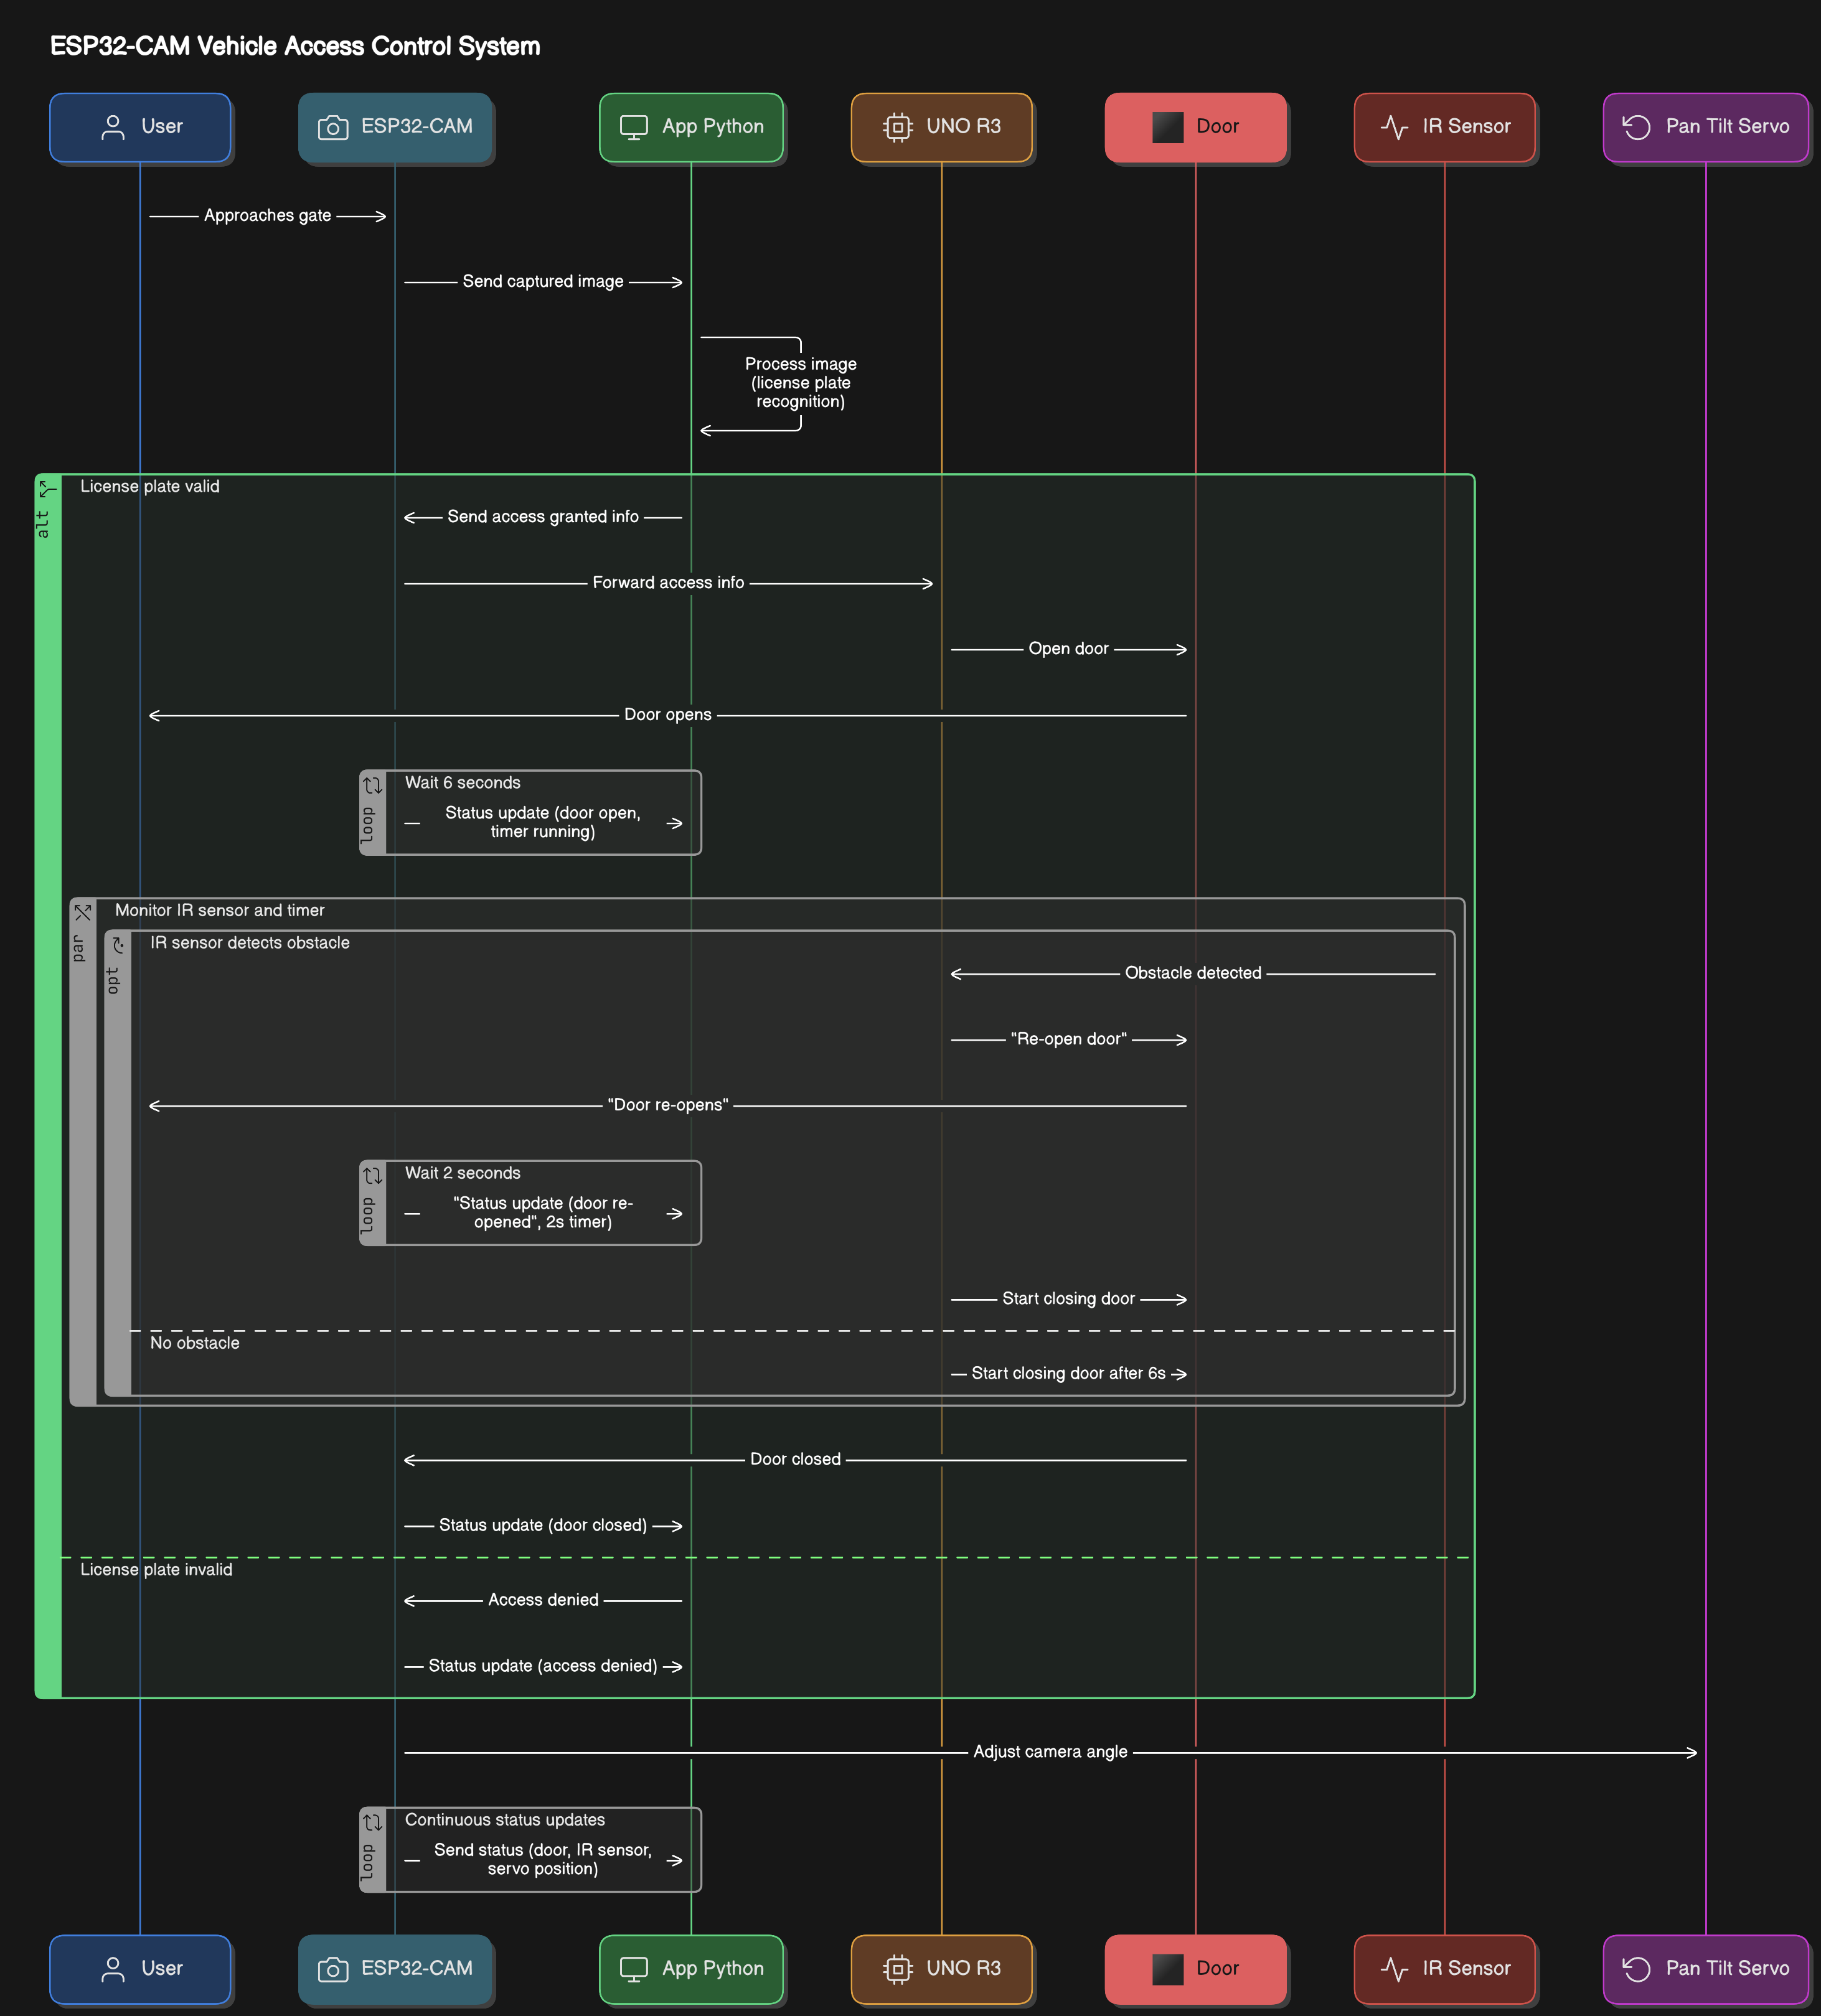 ESP32-CAM Vehicle Access Control System
User
ESP32-CAM
App Python
UNO R3
Door
IR Sensor
Pan Tilt Servo
Approaches gate
Send captured image
Process image
(license plate
recognition)
alt
License plate valid
Send access granted info
Forward access info
Open door
Door opens
loop
Wait 6 seconds
Status update (door open,
timer running)
par
Monitor IR sensor and timer
opt
IR sensor detects obstacle
Obstacle detected
"Re-open door"
"Door re-opens"
loop
Wait 2 seconds
"Status update (door re-
opened", 2s timer)
Start closing door
No obstacle
Start closing door after 6s
Door closed
Status update (door closed)
License plate invalid
Access denied
Status update (access denied)
Adjust camera angle
loop
Continuous status updates
Send status (door, IR sensor,
servo position)
User
ESP32-CAM
App Python
UNO R3
Door
IR Sensor
Pan Tilt Servo